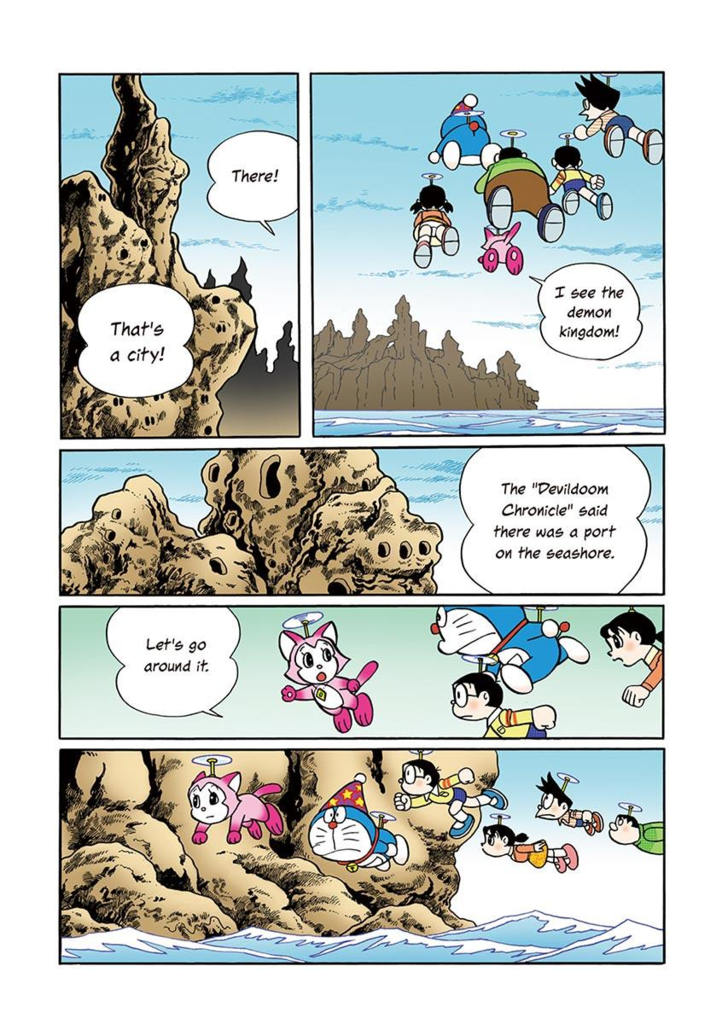 I see the
demon
kingdom!
There!
That's
a city!
The "Devildoom
Chronicle" said
there was a port
on the seashore.
Let's go
around it.